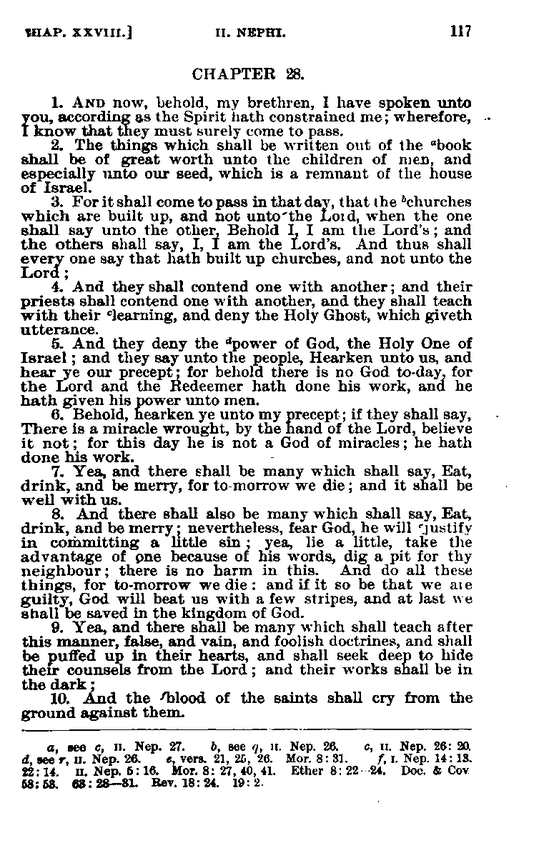 CHAP. XXVIII.] II. NEPHI. 117
CHAPTER 28.
1. AND now, behold, my brethren, I have spoken unto
you, according as the Spirit hath constrained me; wherefore,
I know that they must surely come to pass.
2. The things which shall be written out of the ᵃbook
shall be of great worth unto the children of men, and
especially unto our seed, which is a remnant of the house
of Israel.
3. For it shall come to pass in that day, that the ᵇchurches
which are built up, and not unto the Lord, when the one
shall say unto the other, Behold I, I am the Lord's; and
the others shall say, I, I am the Lord's. And thus shall
every one say that hath built up churches, and not unto the
Lord;
4. And they shall contend one with another; and their
priests shall contend one with another, and they shall teach
with their ᶜlearning, and deny the Holy Ghost, which giveth
utterance.
5. And they deny the ᵈpower of God, the Holy One of
Israel; and they say unto the people, Hearken unto us, and
hear ye our precept; for behold there is no God to-day, for
the Lord and the Redeemer hath done his work, and he
hath given his power unto men.
6. Behold, hearken ye unto my precept; if they shall say,
There is a miracle wrought, by the hand of the Lord, believe
it not; for this day he is not a God of miracles; he hath
done his work.
7. Yea, and there shall be many which shall say, Eat,
drink, and be merry, for to-morrow we die; and it shall be
well with us.
8. And there shall also be many which shall say, Eat,
drink, and be merry; nevertheless, fear God, he will ᵉjustify
in committing a little sin; yea, lie a little, take the
advantage of one because of his words, dig a pit for thy
neighbour; there is no harm in this. And do all these
things, for to-morrow we die: and if it so be that we are
guilty, God will beat us with a few stripes, and at last we
shall be saved in the kingdom of God.
9. Yea, and there shall be many which shall teach after
this manner, false, and vain, and foolish doctrines, and shall
be puffed up in their hearts, and shall seek deep to hide
their counsels from the Lord; and their works shall be in
the dark;
10. And the ᶠblood of the saints shall cry from the
ground against them.
a, see c, II. Nep. 27. b, see q, II. Nep. 26. c, II. Nep. 26: 20.
d, see r, II. Nep. 26. e, vers. 21, 25, 26. Mor. 8: 31. f, I. Nep. 14: 13.
22: 14. II. Nep. 5: 16. Mor. 8: 27, 40, 41. Ether 8: 22—24. Doc. & Cov
58: 53. 63: 28—31. Rev. 18: 24. 19: 2.